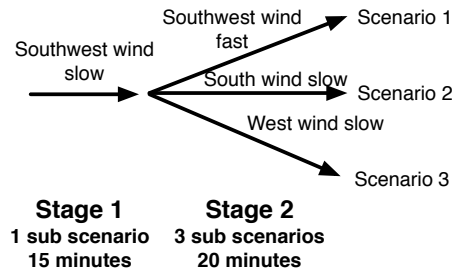 Southwest wind
fast
Scenario 1
Southwest wind
slow
South wind slow
Scenario 2
West wind slow
Scenario 3
Stage 1
1 sub scenario
15 minutes
Stage 2
3 sub scenarios
20 minutes